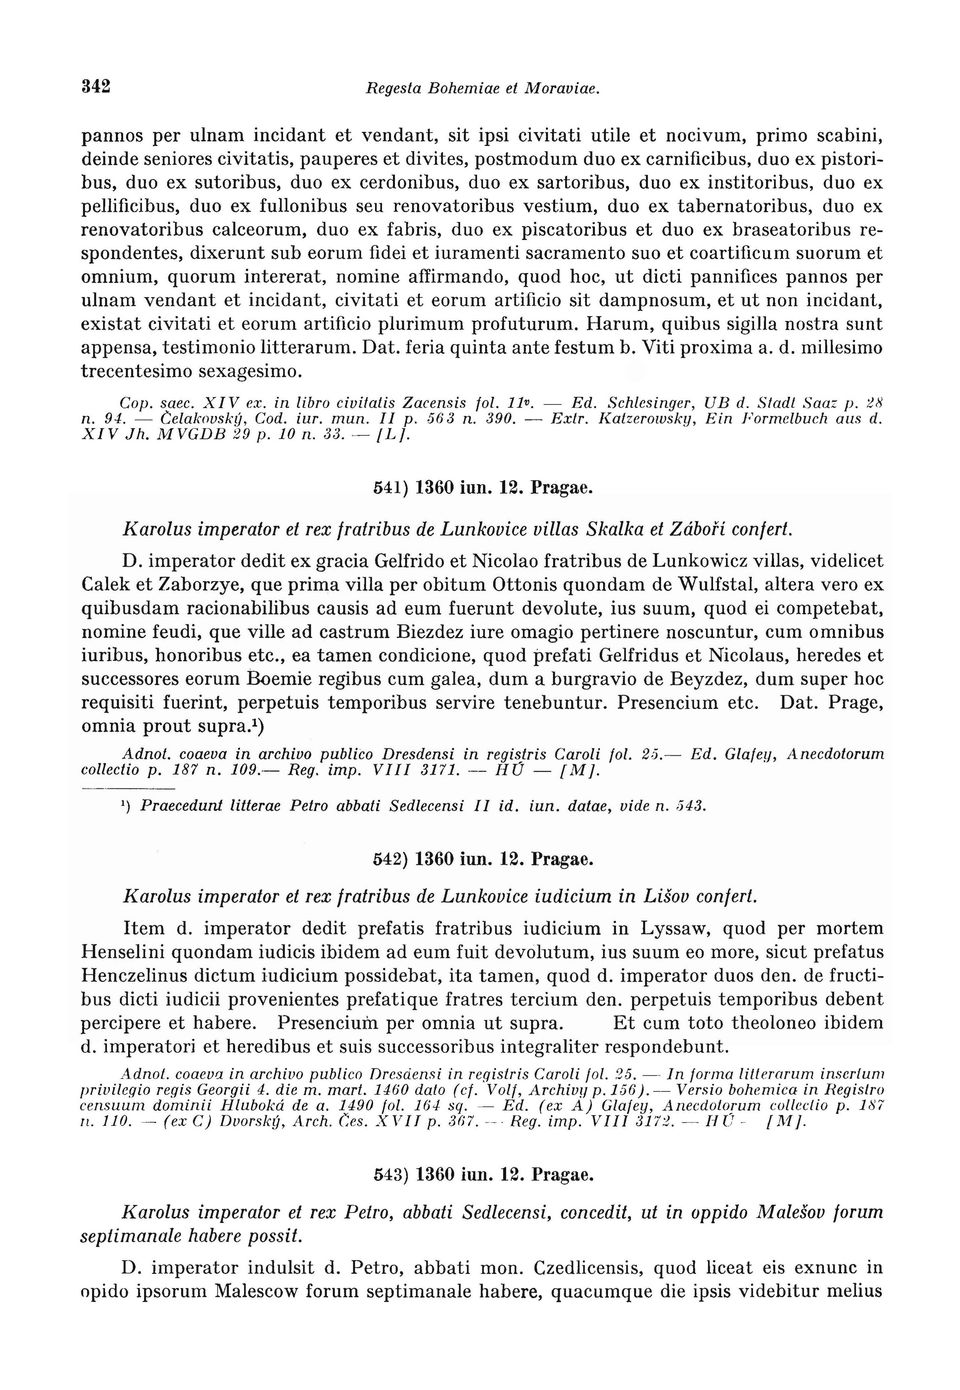 342 Regesta Bohemiae et Moraviae.
pannos per ulnam incidant et vendant, sit ipsi civitati utile et nocivum, primo scabini,
deinde seniores civitatis, pauperes et divites, postmodum duo ex carnificibus, duo ex pistori-
bus, duo ex sutoribus, duo ex cerdonibus, duo ex sartoribus, duo ex institoribus, duo ex
pellificibus, duo ex fullonibus seu renovatoribus vestium, duo ex tabernatoribus, duo ex
renovatoribus calceorum, duo ex fabris, duo ex piscatoribus et duo ex braseatoribus re-
spondentes, dixerunt sub eorum fidei et iuramenti sacramento suo et coartificum suorum et
omnium, quorum intererat, nomine affirmando, quod hoc, ut dicti pannifices pannos per
ulnam vendant et incidant, civitati et eorum artificio sit dampnosum, et ut non incidant,
existat civitati et eorum artificio plurimum profuturum. Harum, quibus sigilla nostra sunt
appensa, testimonio litterarum. Dat. feria quinta ante festum b. Viti proxima a. d. millesimo
trecentesimo sexagesimo.
Cop. saec. XIV ex. in libro civitatis Zacensis fol. 11v. — Ed. Schlesinger, UB d. Stadt Saaz p. 28
n. 94. — Čelakovský, Cod. iur. mun. II p. 563 n. 390. — Extr. Katzerowsky, Ein Formelbuch aus d.
XIV Jh. MVGDB 29 p. 10 n. 33. — [L].
541) 1360 iun. 12. Pragae.
Karolus imperator et rex fratribus de Lunkovice villas Skalka et Záboří confert.
D. imperator dedit ex gracia Gelfrido et Nicolao fratribus de Lunkowicz villas, videlicet
Calek et Zaborzye, que prima villa per obitum Ottonis quondam de Wulfstal, altera vero ex
quibusdam racionabilibus causis ad eum fuerunt devolute, ius suum, quod ei competebat,
nomine feudi, que ville ad castrum Biezdez iure omagio pertinere noscuntur, cum omnibus
iuribus, honoribus etc., ea tamen condicione, quod prefati Gelfridus et Nicolaus, heredes et
successores eorum Boemie regibus cum galea, dum a burgravio de Beyzdez, dum super hoc
requisiti fuerint, perpetuis temporibus servire tenebuntur. Presencium etc. Dat. Prage,
omnia prout supra.¹)
Adnot. coaeva in archivo publico Dresdensi in registris Caroli fol. 25.— Ed. Glafey, Anecdotorum
collectio p. 187 n. 109.— Reg. imp. VIII 3171. — HÚ — [M].
¹) Praecedunt litterae Petro abbati Sedlecensi II id. iun. datae, vide n. 543.
542) 1360 iun. 12. Pragae.
Karolus imperator et rex fratribus de Lunkovice iudicium in Lišov confert.
Item d. imperator dedit prefatis fratribus iudicium in Lyssaw, quod per mortem
Henselini quondam iudicis ibidem ad eum fuit devolutum, ius suum eo more, sicut prefatus
Henczelinus dictum iudicium possidebat, ita tamen, quod d. imperator duos den. de fructi-
bus dicti iudicii provenientes prefatique fratres tercium den. perpetuis temporibus debent
percipere et habere. Presencium per omnia ut supra. Et cum toto theoloneo ibidem
d. imperatori et heredibus et suis successoribus integraliter respondebunt.
Adnot. coaeva in archivo publico Dresdensi in registris Caroli fol. 25. — In forma litterarum insertum
privilegio regis Georgii 4. die m. mart. 1460 dato (cf. Volf, Archivy p. 156).— Versio bohemica in Registro
censuum dominii Hluboká de a. 1490 fol. 164 sq. — Ed. (ex A) Glafey, Anecdotorum collectio p. 187
n. 110. — (ex C) Dvorský, Arch. Čes. XVII p. 367. — Reg. imp. VIII 3172. — HÚ - [M].
543) 1360 iun. 12. Pragae.
Karolus imperator et rex Petro, abbati Sedlecensi, concedit, ut in oppido Malešov forum
septimanale habere possit.
D. imperator indulsit d. Petro, abbati mon. Czedlicensis, quod liceat eis exnunc in
opido ipsorum Malescow forum septimanale habere, quacumque die ipsis videbitur melius